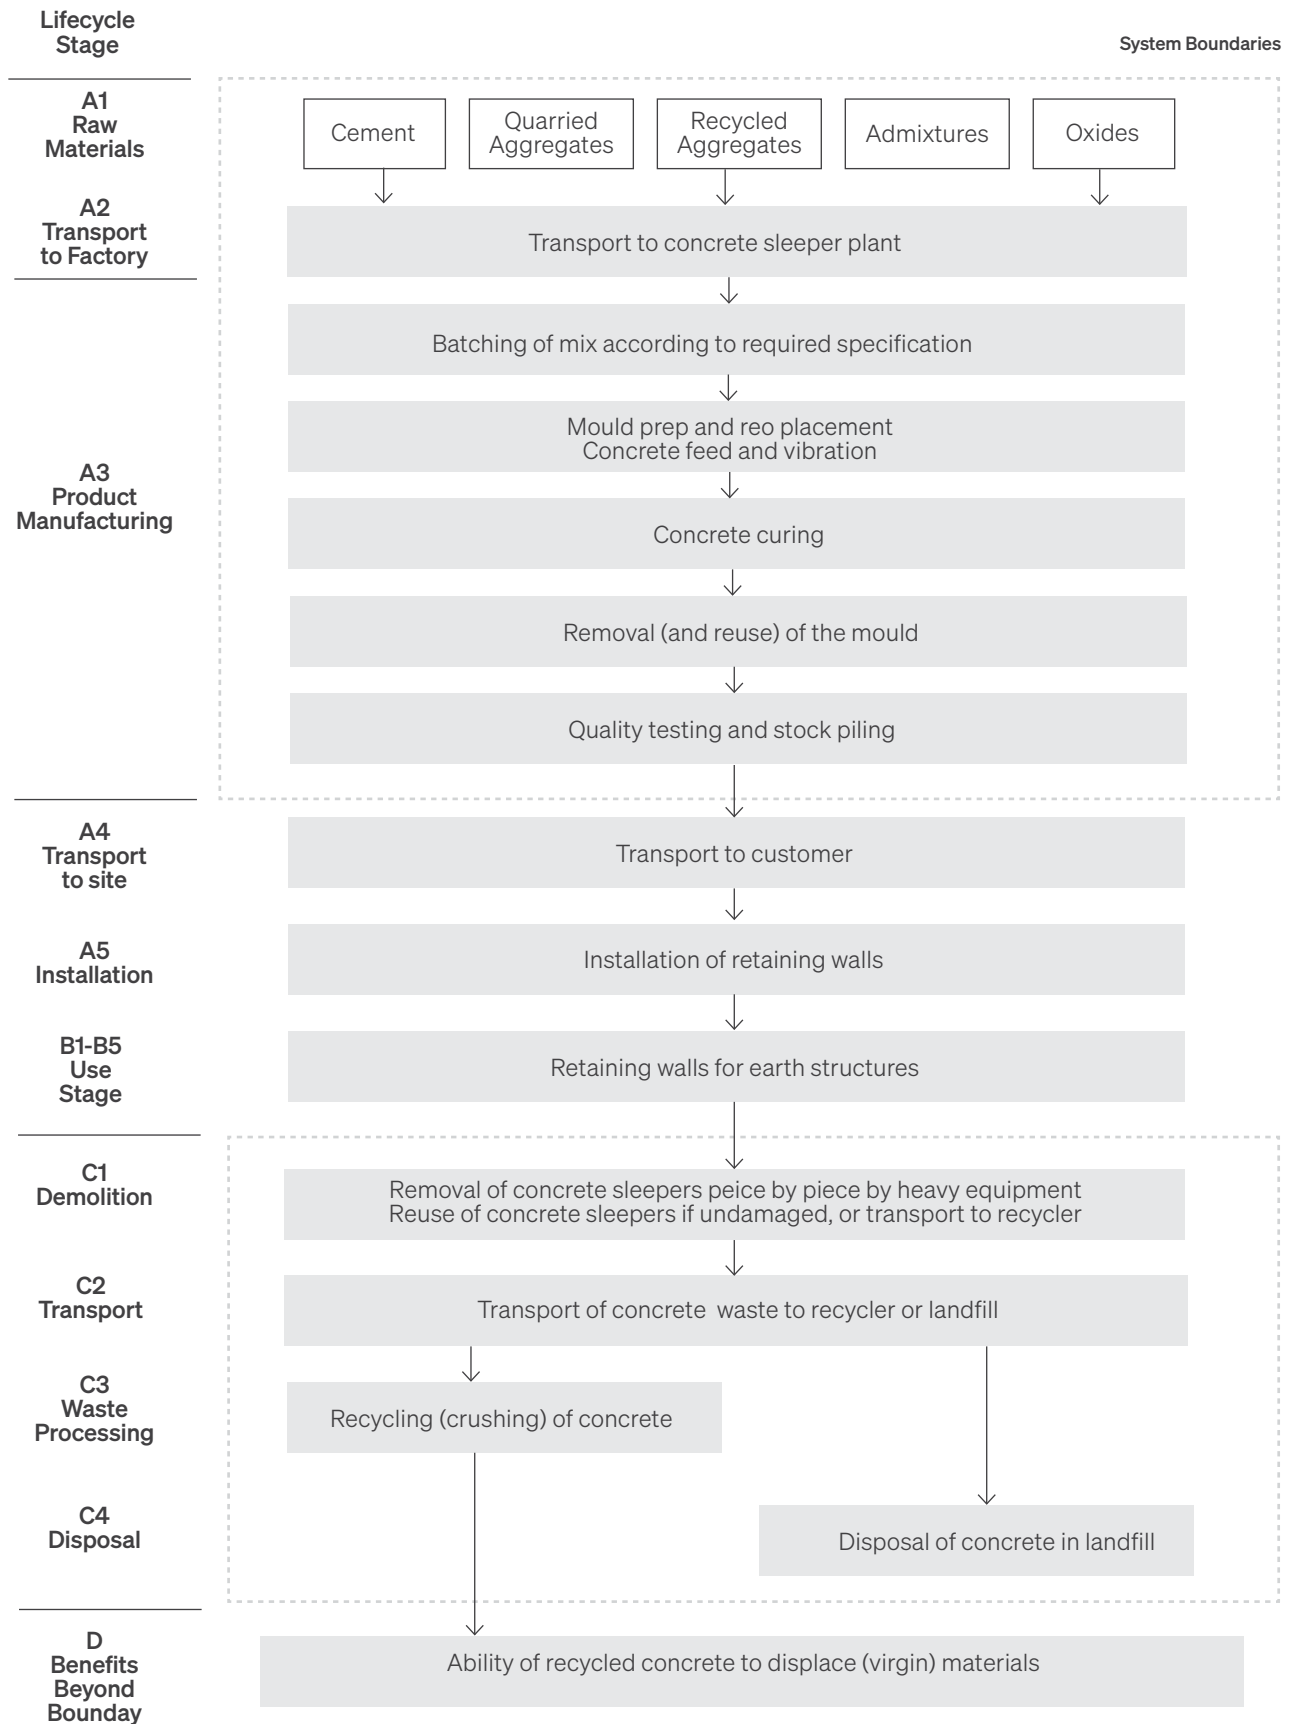 Lifecycle
Stage
System Boundaries
A1
Raw
Materials
Cement
Quarried
Aggregates
Recycled
Aggregates
Admixtures
Oxides
A2
Transport
to Factory
Transport to concrete sleeper plant
Batching of mix according to required specification
Mould prep and reo placement
Concrete feed and vibration
A3
Product
Manufacturing
Concrete curing
Removal (and reuse) of the mould
Quality testing and stock piling
A4
Transport
to site
Transport to customer
A5
Installation
Installation of retaining walls
B1-B5
Use
Stage
Retaining walls for earth structures
C1
Demolition
Removal of concrete sleepers peice by piece by heavy equipment
Reuse of concrete sleepers if undamaged, or transport to recycler
C2
Transport
Transport of concrete waste to recycler or landfill
C3
Waste
Processing
Recycling (crushing) of concrete
C4
Disposal
Disposal of concrete in landfill
D
Benefits
Beyond
Bounday
Ability of recycled concrete to displace (virgin) materials